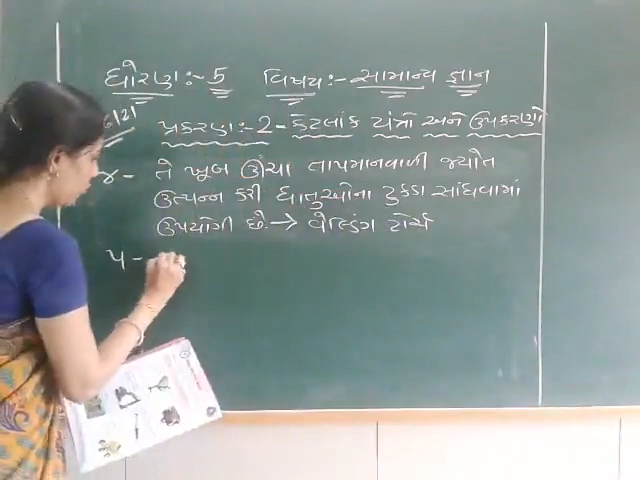 ધોરણઃ- 5 વિષયઃ- સામાન્ય જ્ઞાન
પ્રકરણઃ- 2 - કેટલાંક યંત્રો અને ઉપકરણો
૪ - તે ખૂબ ઊંચા તાપમાનવાળી જ્યોત
ઉત્પન્ન કરી ધાતુઓના ટુકડા સાંધવામાં
ઉપયોગી છે → વેલ્ડિંગ ટોર્ચ
૫ -